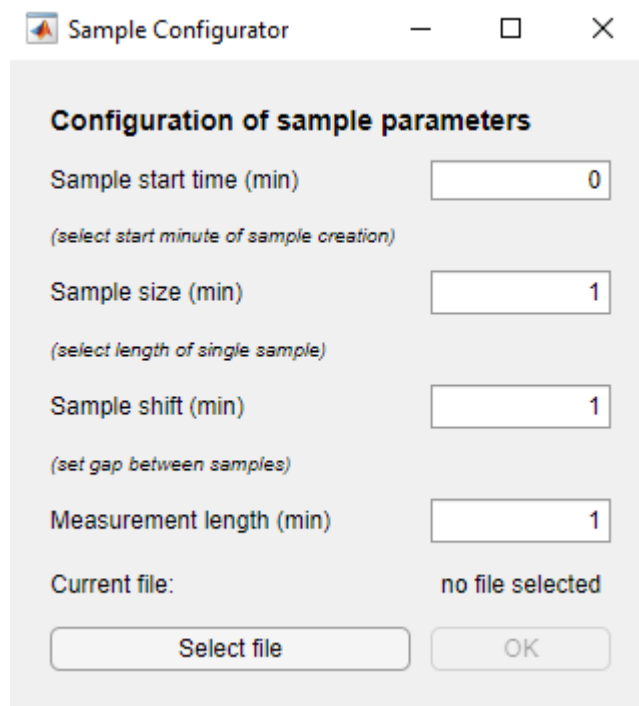 Sample Configurator
Configuration of sample parameters
Sample start time (min) 0
(select start minute of sample creation)
Sample size (min) 1
(select length of single sample)
Sample shift (min) 1
(set gap between samples)
Measurement length (min) 1
Current file: no file selected
Select file OK